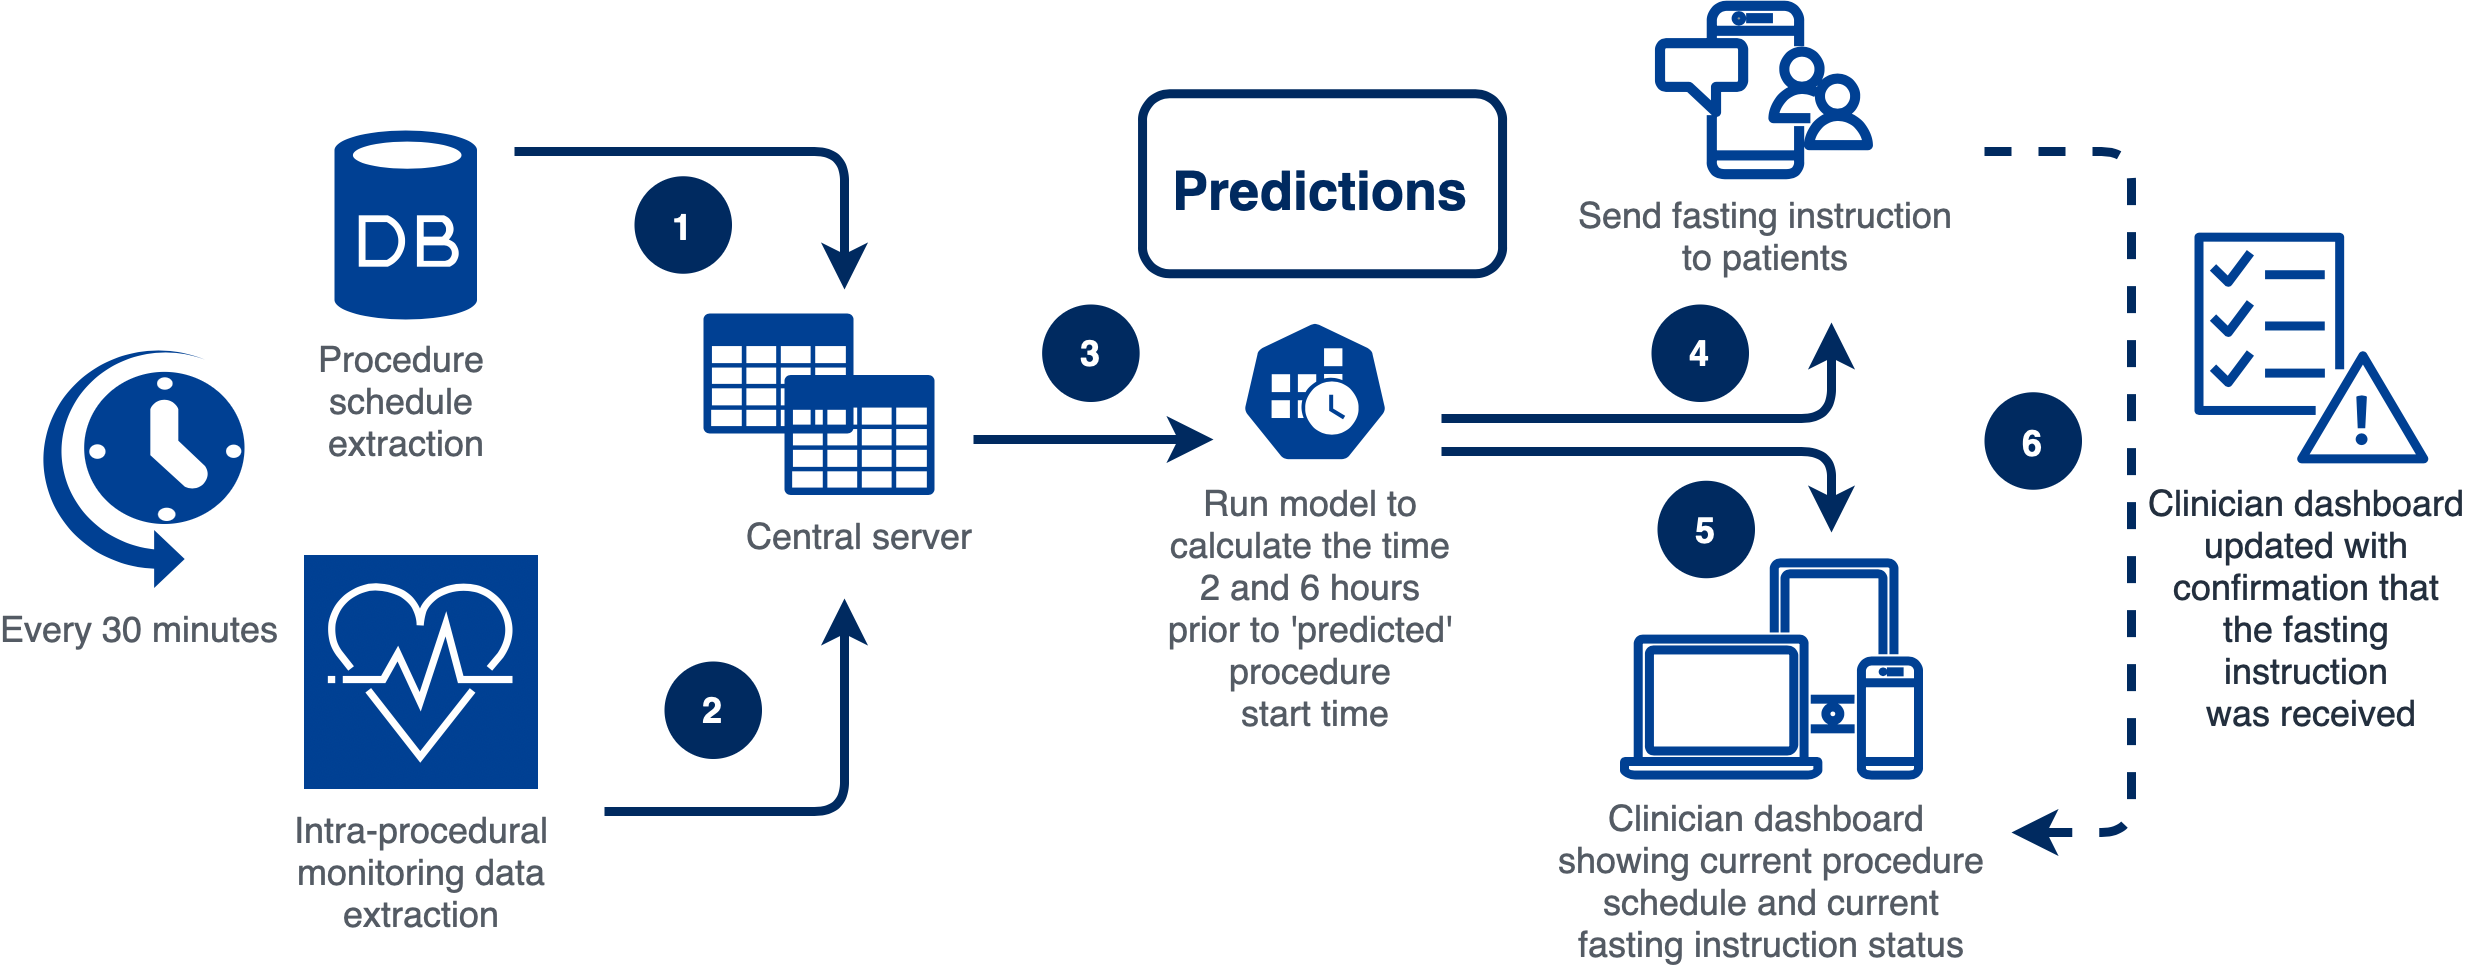 Every 30 minutes
DB
Procedure
schedule
extraction
Intra-procedural
monitoring data
extraction
1
2
Central server
3
Predictions
Run model to
calculate the time
2 and 6 hours
prior to 'predicted'
procedure
start time
Send fasting instruction
to patients
4
5
Clinician dashboard
showing current procedure
schedule and current
fasting instruction status
6
!
Clinician dashboard
updated with
confirmation that
the fasting
instruction
was received